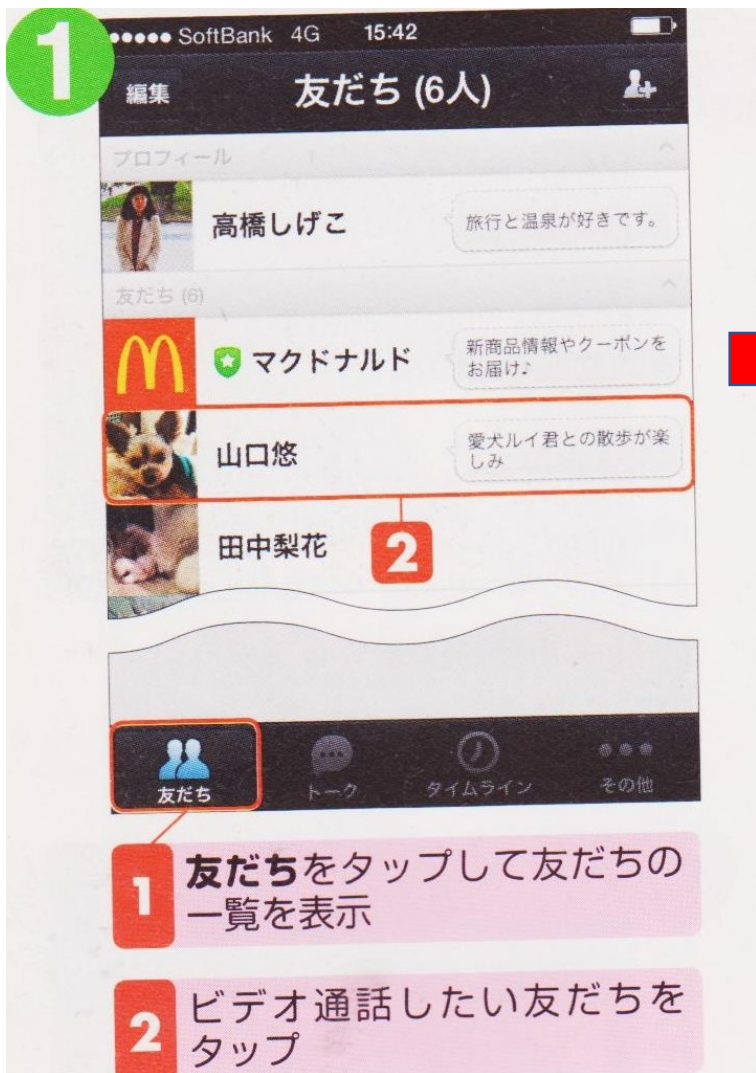 1
SoftBank 4G 15:42
編集 友だち (6人)
プロフィール
高橋しげこ
旅行と温泉が好きです。
友だち (6)
マクドナルド
新商品情報やクーポンを
お届け♪
山口悠
愛犬ルイ君との散歩が楽
しみ
田中梨花
2
友だち トーク タイムライン その他
1 友だちをタップして友だちの
一覧を表示
2 ビデオ通話したい友だちを
タップ